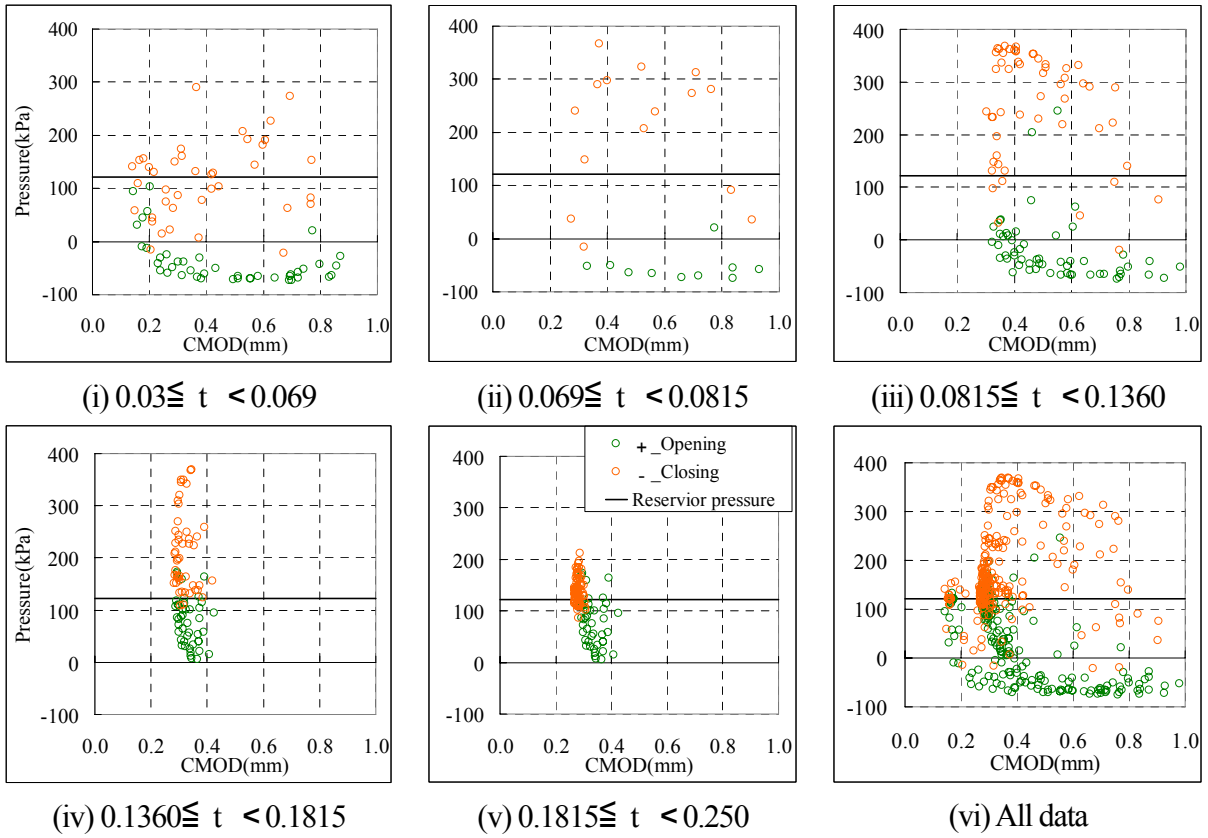 400
300
200
100
0
-100
Pressure(kPa)
0.0 0.2 0.4 0.6 0.8 1.0
CMOD(mm)
(i) 0.03≦ t <0.069
400
300
200
100
0
-100
0.0 0.2 0.4 0.6 0.8 1.0
CMOD(mm)
(ii) 0.069≦ t <0.0815
400
300
200
100
0
-100
0.0 0.2 0.4 0.6 0.8 1.0
CMOD(mm)
(iii) 0.0815≦ t <0.1360
400
300
200
100
0
-100
Pressure(kPa)
0.0 0.2 0.4 0.6 0.8 1.0
CMOD(mm)
(iv) 0.1360≦ t <0.1815
+_Opening
-_Closing
Reservior pressure
400
300
200
100
0
-100
0.0 0.2 0.4 0.6 0.8 1.0
CMOD(mm)
(v) 0.1815≦ t <0.250
400
300
200
100
0
-100
0.0 0.2 0.4 0.6 0.8 1.0
CMOD(mm)
(vi) All data